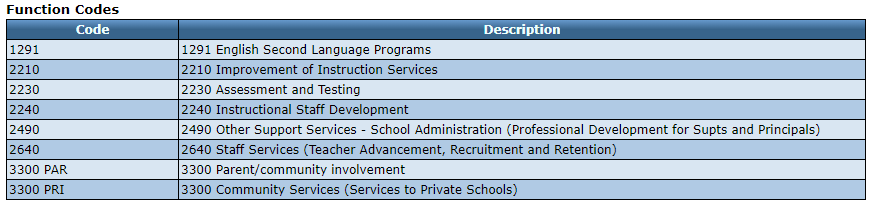 Function Codes
Code Description
1291 1291 English Second Language Programs
2210 2210 Improvement of Instruction Services
2230 2230 Assessment and Testing
2240 2240 Instructional Staff Development
2490 2490 Other Support Services - School Administration (Professional Development for Supts and Principals)
2640 2640 Staff Services (Teacher Advancement, Recruitment and Retention)
3300 PAR 3300 Parent/community involvement
3300 PRI 3300 Community Services (Services to Private Schools)